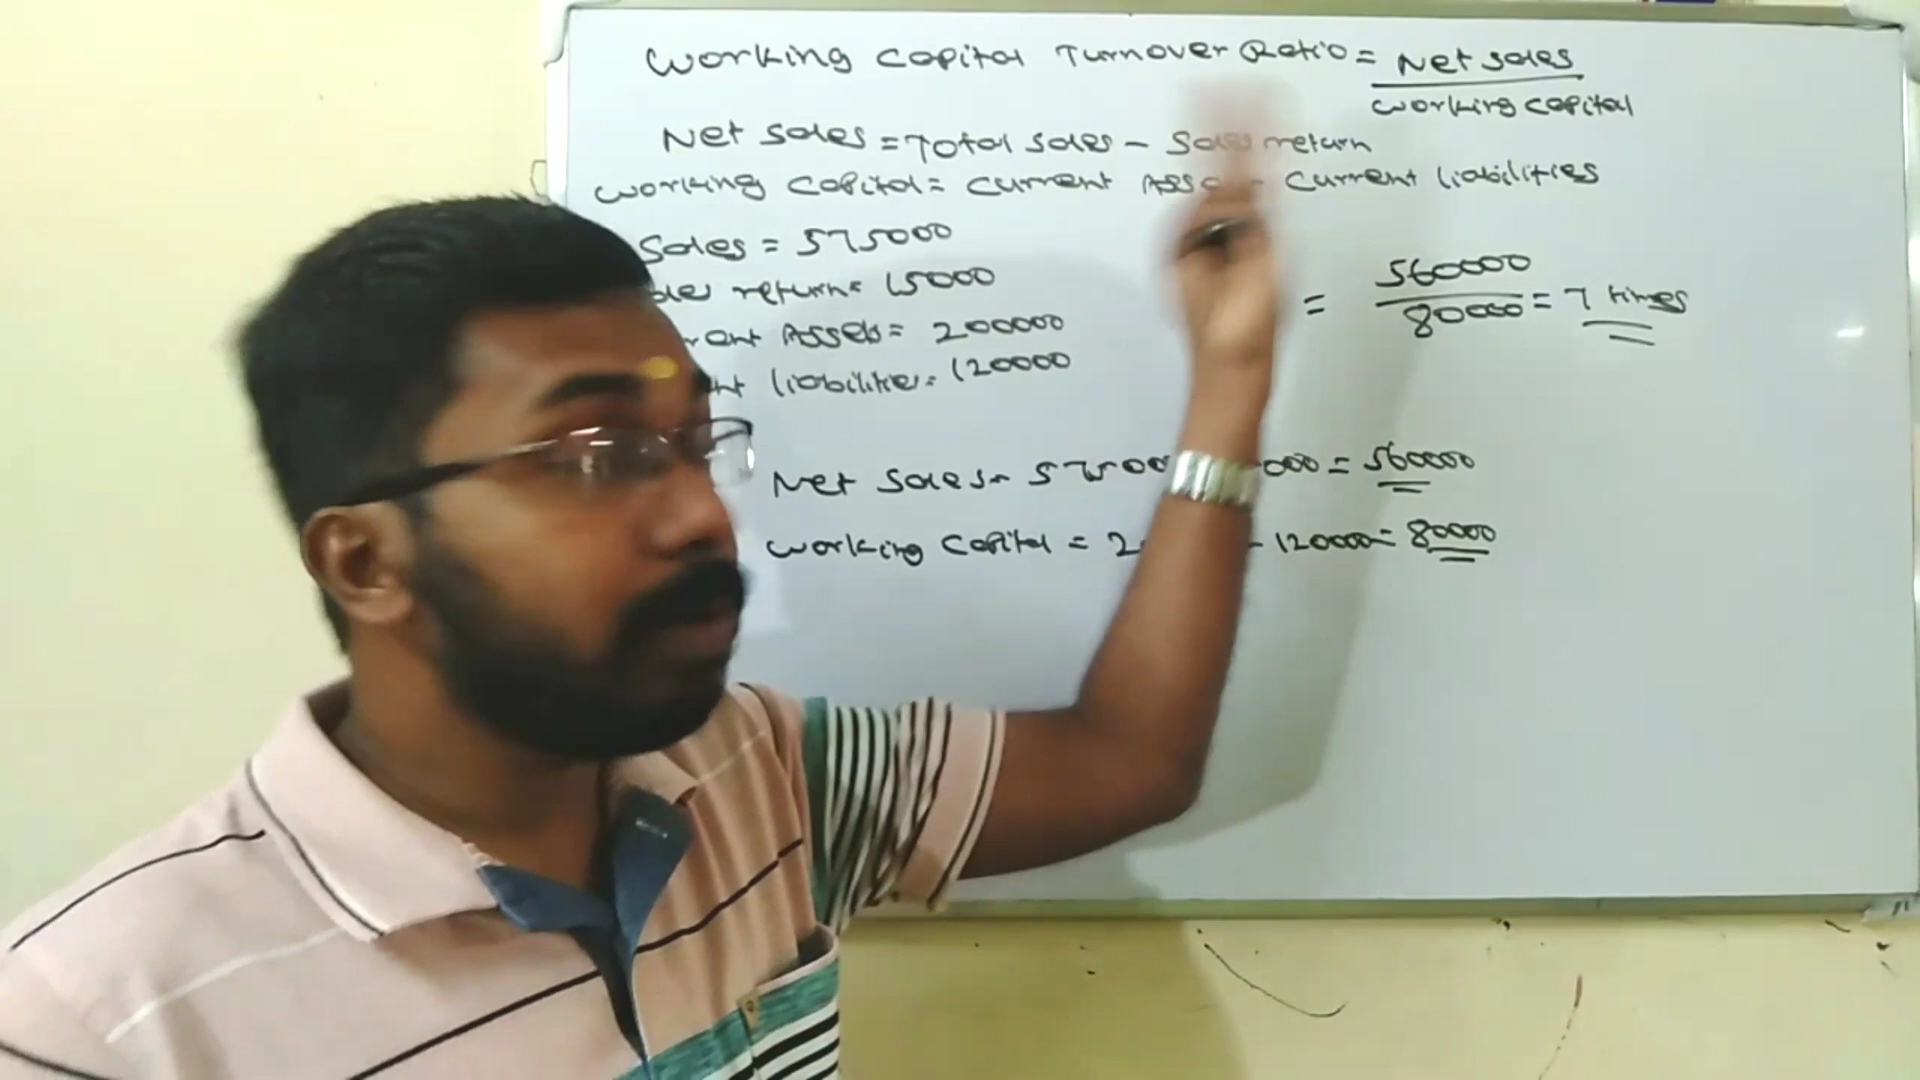 Working Capital Turnover Ratio = Net Sales
Working Capital
Net Sales = Total Sales - Sales return
Working Capital = Current Current liabilities
Sales = 575000
return = 15000
Assets = 200000
liabilities = 120000
= 560000
80000 = 7 times
Net Sales = = 560000
Working Capital = - 120000 = 80000